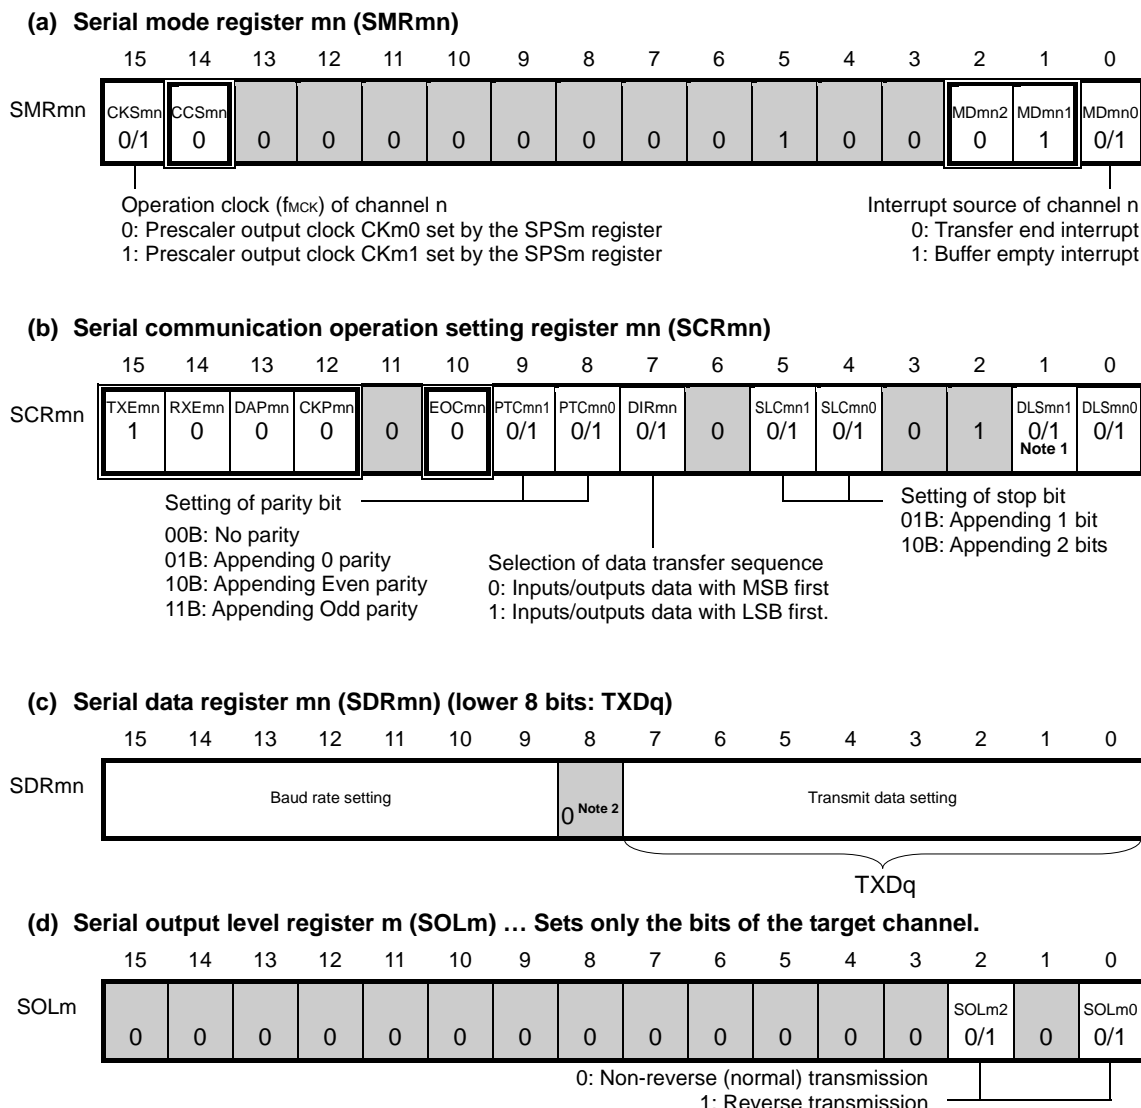 (a) Serial mode register mn (SMRmn)
15 14 13 12 11 10 9 8 7 6 5 4 3 2 1 0
SMRmn
CKSmn CCSmn MDmn2 MDmn1 MDmn0
0/1 0 0 0 0 0 0 0 0 0 1 0 0 0 1 0/1
Operation clock (fMCK) of channel n
0: Prescaler output clock CKm0 set by the SPSm register
1: Prescaler output clock CKm1 set by the SPSm register
Interrupt source of channel n
0: Transfer end interrupt
1: Buffer empty interrupt
(b) Serial communication operation setting register mn (SCRmn)
15 14 13 12 11 10 9 8 7 6 5 4 3 2 1 0
SCRmn
TXEmn RXEmn DAPmn CKPmn EOCmn PTCmn1 PTCmn0 DIRmn SLCmn1 SLCmn0 DLSmn1 DLSmn0
1 0 0 0 0 0 0/1 0/1 0/1 0 0/1 0/1 0 1 0/1 0/1
Note 1
Setting of parity bit
00B: No parity
01B: Appending 0 parity
10B: Appending Even parity
11B: Appending Odd parity
Selection of data transfer sequence
0: Inputs/outputs data with MSB first
1: Inputs/outputs data with LSB first.
Setting of stop bit
01B: Appending 1 bit
10B: Appending 2 bits
(c) Serial data register mn (SDRmn) (lower 8 bits: TXDq)
15 14 13 12 11 10 9 8 7 6 5 4 3 2 1 0
SDRmn
Baud rate setting 0 Note 2 Transmit data setting
TXDq
(d) Serial output level register m (SOLm) … Sets only the bits of the target channel.
15 14 13 12 11 10 9 8 7 6 5 4 3 2 1 0
SOLm
SOLm2 SOLm0
0 0 0 0 0 0 0 0 0 0 0 0 0 0/1 0 0/1
0: Non-reverse (normal) transmission
1: Reverse transmission